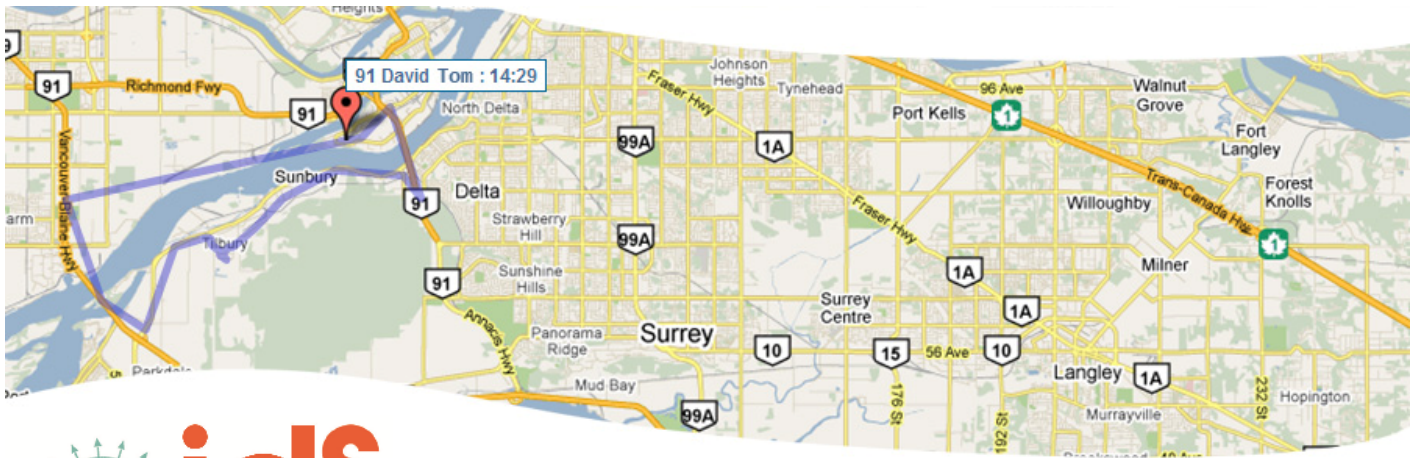 Heights
91 David Tom : 14:29
91
Richmond Fwy
91
North Delta
Johnson
Heights
Tynehead
Fraser Hwy
96 Ave
Port Kells
1
Walnut
Grove
Fort
Langley
99A
1A
Vancouver-Blaine Hwy
Sunbury
91
Delta
Strawberry
Hill
Fraser Hwy
Trans-Canada Hwy
Willoughby
Forest
Knolls
Tilbury
99A
1
Milner
91
Sunshine
Hills
1A
Surrey
Centre
1A
Annacis Hwy
Panorama
Ridge
Surrey
10
15
56 Ave
10
Langley
1A
Mud Bay
99A
176 St
192 St
Murrayville
232 St
Hopington
ids